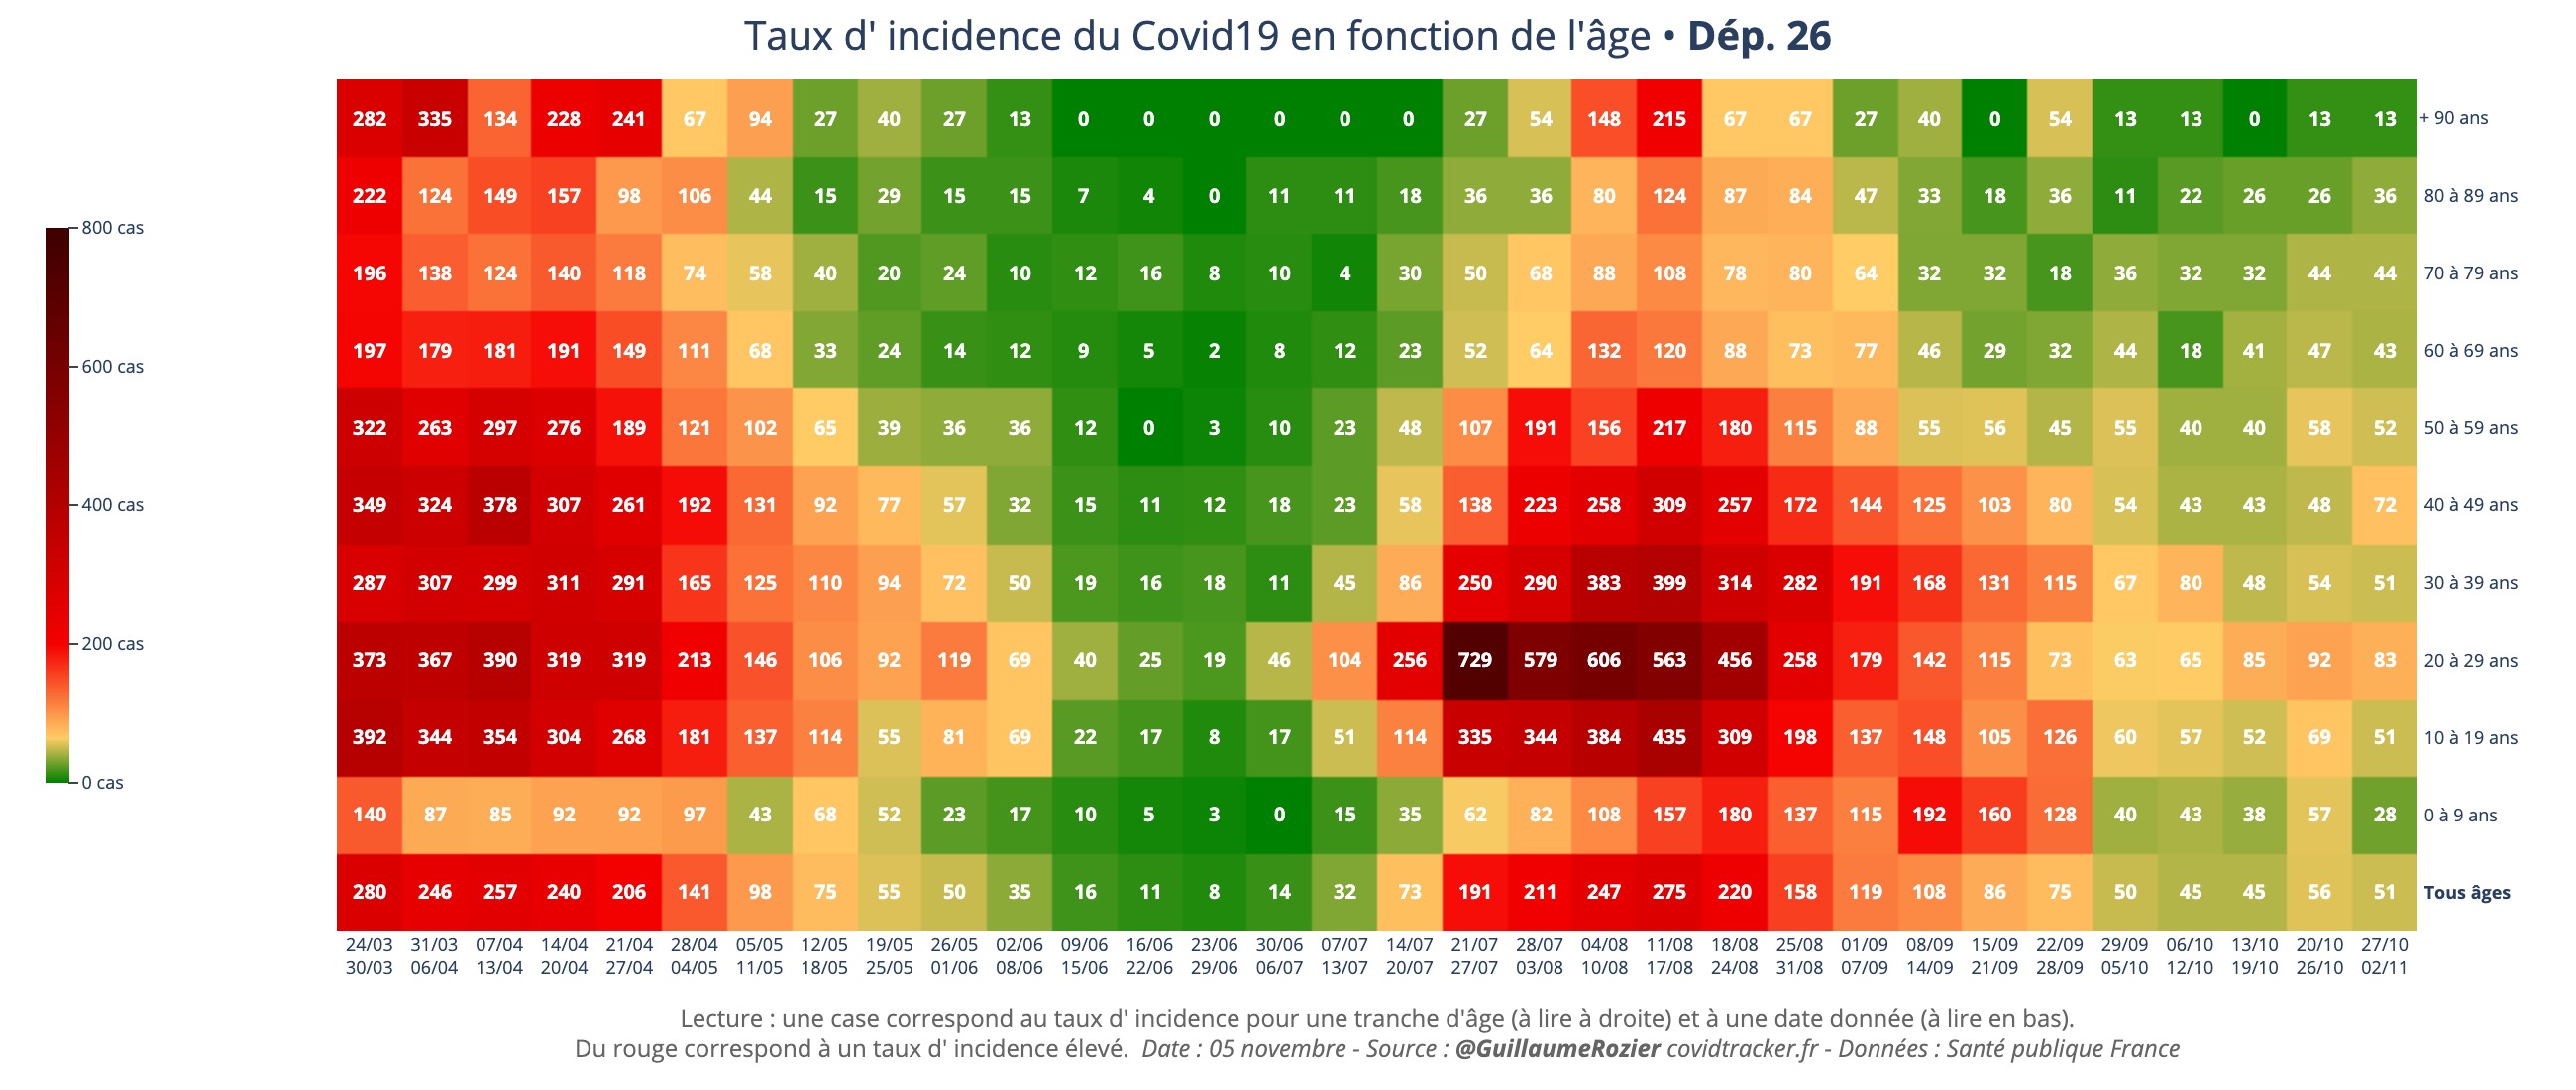 Taux d' incidence du Covid19 en fonction de l'âge • Dép. 26
800 cas
600 cas
400 cas
200 cas
0 cas
282 335 134 228 241 67 94 27 40 27 13 0 0 0 0 0 0 27 54 148 215 67 67 27 40 0 54 13 13 0 13 13 + 90 ans
222 124 149 157 98 106 44 15 29 15 15 7 4 0 11 11 18 36 36 80 124 87 84 47 33 18 36 11 22 26 26 36 80 à 89 ans
196 138 124 140 118 74 58 40 20 24 10 12 16 8 10 4 30 50 68 88 108 78 80 64 32 32 18 36 32 32 44 44 70 à 79 ans
197 179 181 191 149 111 68 33 24 14 12 9 5 2 8 12 23 52 64 132 120 88 73 77 46 29 32 44 18 41 47 43 60 à 69 ans
322 263 297 276 189 121 102 65 39 36 36 12 0 3 10 23 48 107 191 156 217 180 115 88 55 56 45 55 40 40 58 52 50 à 59 ans
349 324 378 307 261 192 131 92 77 57 32 15 11 12 18 23 58 138 223 258 309 257 172 144 125 103 80 54 43 43 48 72 40 à 49 ans
287 307 299 311 291 165 125 110 94 72 50 19 16 18 11 45 86 250 290 383 399 314 282 191 168 131 115 67 80 48 54 51 30 à 39 ans
373 367 390 319 319 213 146 106 92 119 69 40 25 19 46 104 256 729 579 606 563 456 258 179 142 115 73 63 65 85 92 83 20 à 29 ans
392 344 354 304 268 181 137 114 55 81 69 22 17 8 17 51 114 335 344 384 435 309 198 137 148 105 126 60 57 52 69 51 10 à 19 ans
140 87 85 92 92 97 43 68 52 23 17 10 5 3 0 15 35 62 82 108 157 180 137 115 192 160 128 40 43 38 57 28 0 à 9 ans
280 246 257 240 206 141 98 75 55 50 35 16 11 8 14 32 73 191 211 247 275 220 158 119 108 86 75 50 45 45 56 51 Tous âges
24/03 31/03 07/04 14/04 21/04 28/04 05/05 12/05 19/05 26/05 02/06 09/06 16/06 23/06 30/06 07/07 14/07 21/07 28/07 04/08 11/08 18/08 25/08 01/09 08/09 15/09 22/09 29/09 06/10 13/10 20/10 27/10
30/03 06/04 13/04 20/04 27/04 04/05 11/05 18/05 25/05 01/06 08/06 15/06 22/06 29/06 06/07 13/07 20/07 27/07 03/08 10/08 17/08 24/08 31/08 07/09 14/09 21/09 28/09 05/10 12/10 19/10 26/10 02/11
Lecture : une case correspond au taux d' incidence pour une tranche d'âge (à lire à droite) et à une date donnée (à lire en bas).
Du rouge correspond à un taux d' incidence élevé. Date : 05 novembre - Source : @GuillaumeRozier covidtracker.fr - Données : Santé publique France